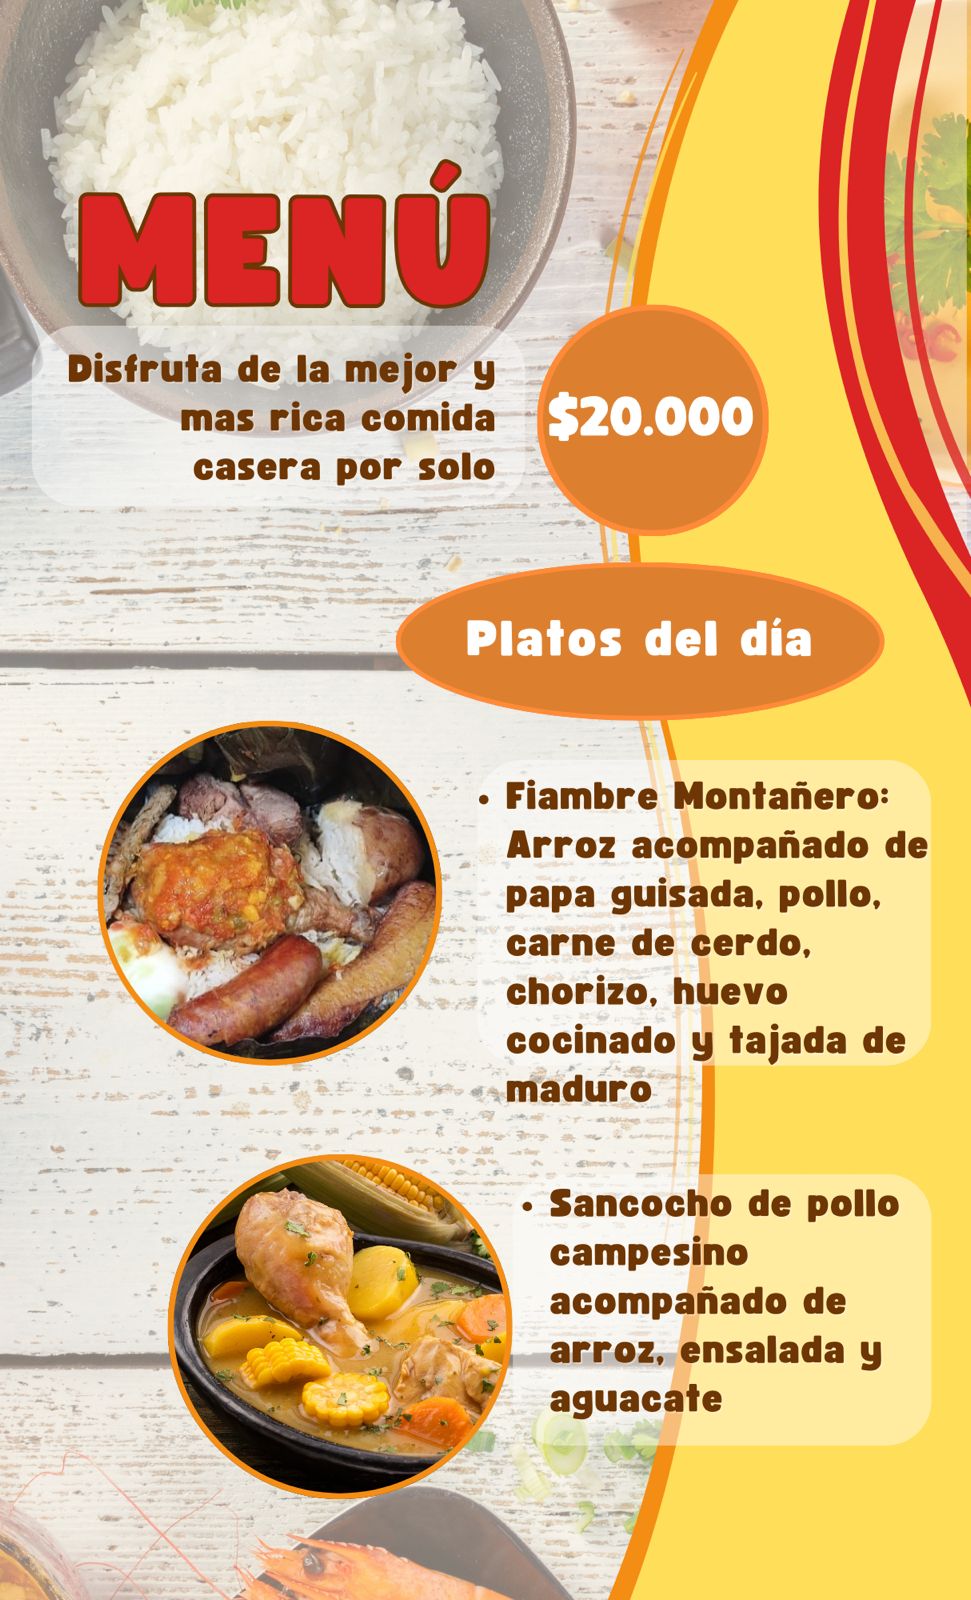 MENÚ
Disfruta de la mejor y
mas rica comida
casera por solo
$20.000
Platos del día
• Fiambre Montañero:
Arroz acompañado de
papa guisada, pollo,
carne de cerdo,
chorizo, huevo
cocinado y tajada de
maduro
• Sancocho de pollo
campesino
acompañado de
arroz, ensalada y
aguacate